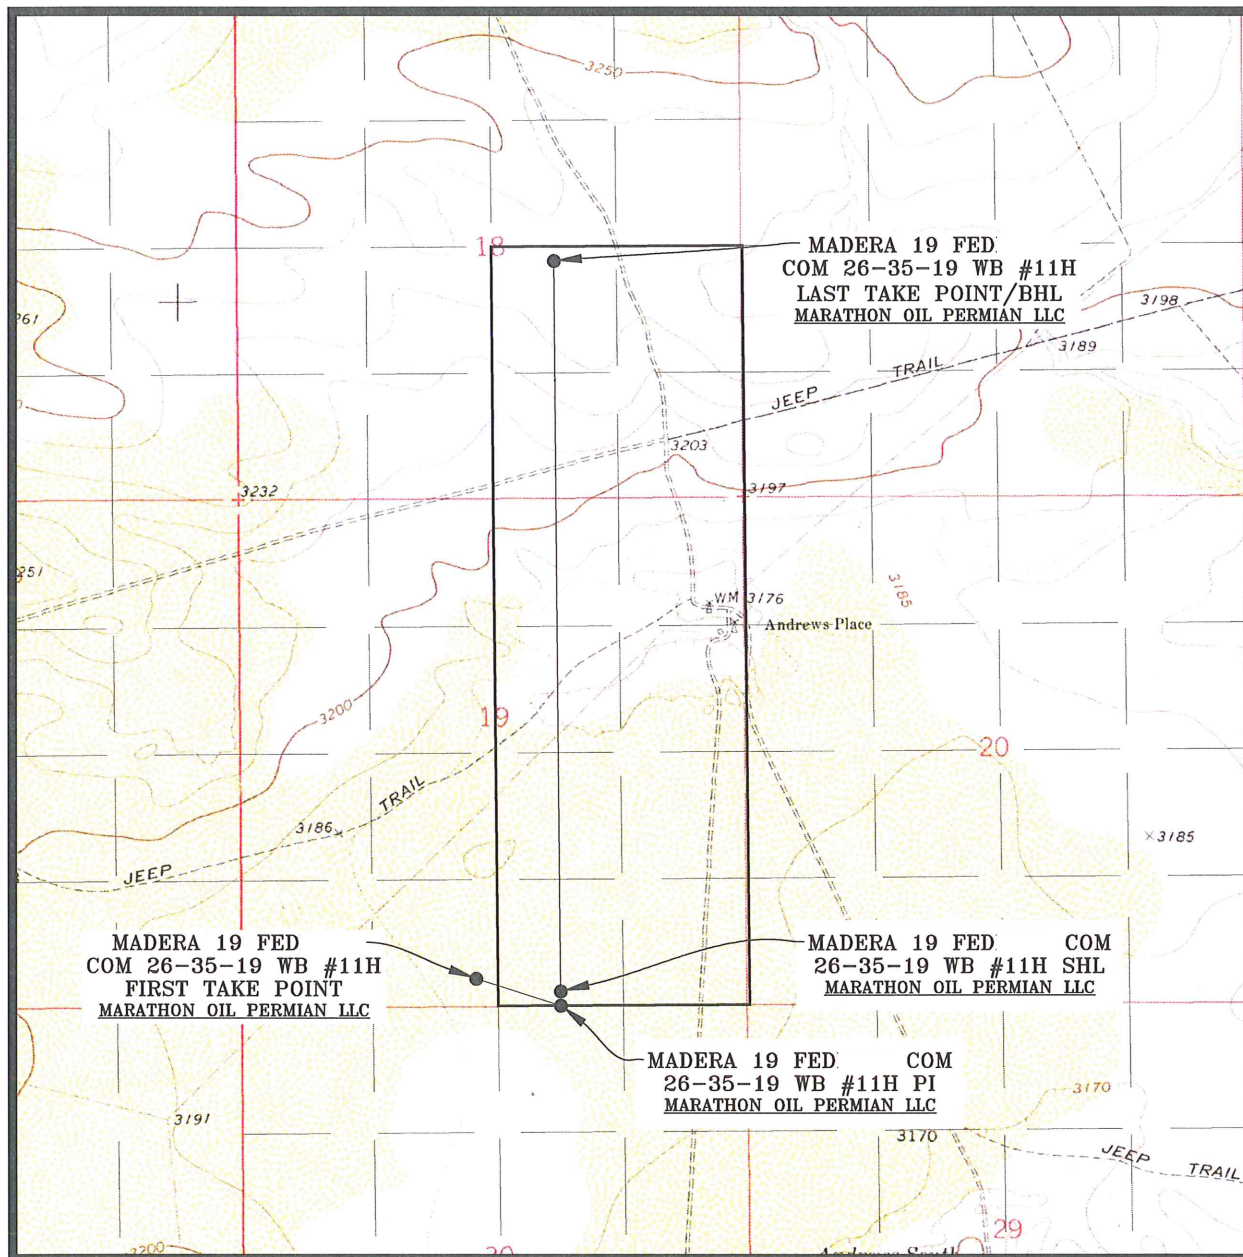 3250
18
MADERA 19 FED
COM 26-35-19 WB #11H
LAST TAKE POINT/BHL
MARATHON OIL PERMIAN LLC
3198
3189
JEEP TRAIL
3203
3232
3197
3185
WM 3176
Andrews Place
3200
19
20
TRAIL
3186
3185
JEEP
MADERA 19 FED
COM 26-35-19 WB #11H
FIRST TAKE POINT
MARATHON OIL PERMIAN LLC
MADERA 19 FED COM
26-35-19 WB #11H SHL
MARATHON OIL PERMIAN LLC
MADERA 19 FED COM
26-35-19 WB #11H PI
MARATHON OIL PERMIAN LLC
3170
3191
3170
JEEP TRAIL
29
3200